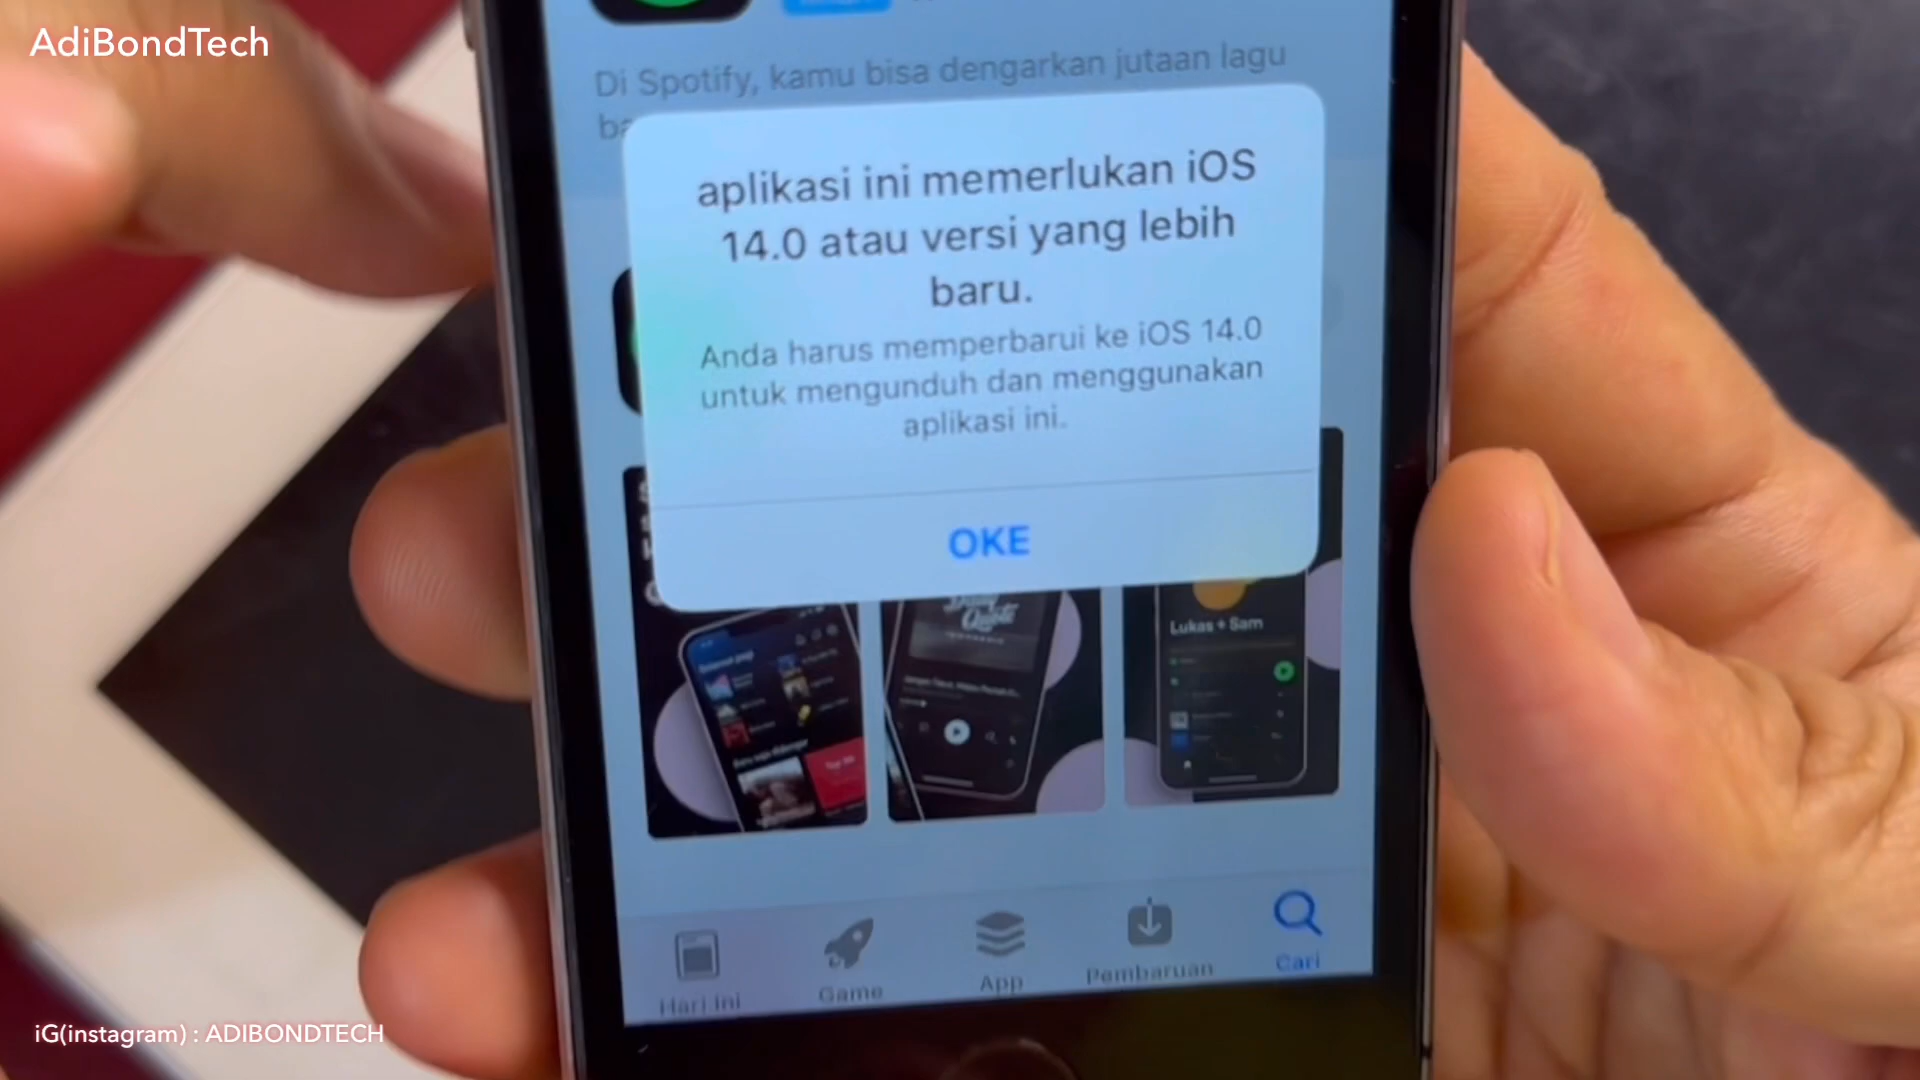 AdiBondTech
Di Spotify, kamu bisa dengarkan jutaan lagu
aplikasi ini memerlukan iOS
14.0 atau versi yang lebih
baru.
Anda harus memperbarui ke iOS 14.0
untuk mengunduh dan menggunakan
aplikasi ini.
OKE
Lukas + Sam
Hari Ini
Game
App
Pembaruan
Cari
iG(instagram) : ADIBONDTECH